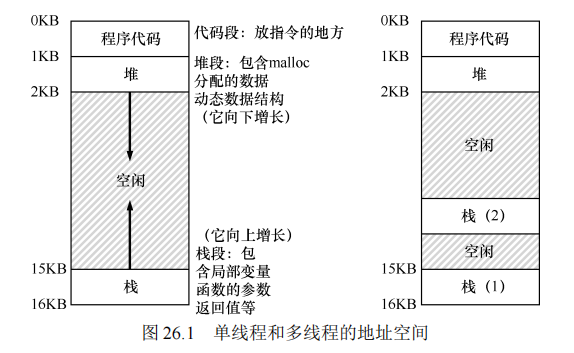 0KB
程序代码
代码段：放指令的地方
1KB
堆
堆段：包含malloc
分配的数据
动态数据结构
（它向下增长）
2KB
空闲
（它向上增长）
栈段：包
含局部变量
函数的参数
返回值等
15KB
栈
16KB
0KB
程序代码
1KB
堆
2KB
空闲
栈（2）
空闲
15KB
栈（1）
16KB
图 26.1 单线程和多线程的地址空间